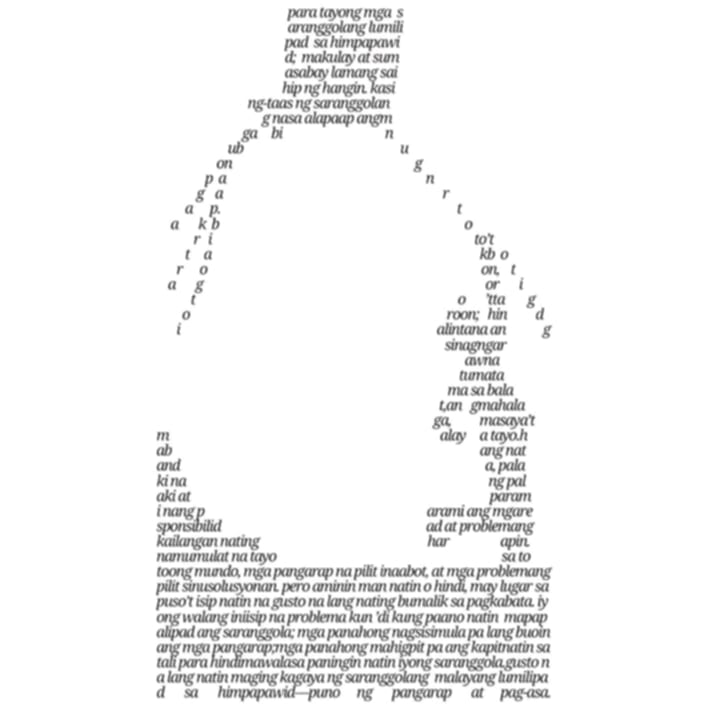 para tayong mga s
aranggolang lumili
pad sa himpapawi
d; makulay at sum
asabay lamang sai
hip ng hangin. kasi
ng-taas ng saranggolan
g nasa alapaap angm
ga bi n
ub u
on g
p a n
g a r
a p. t
a k b o
r i to't
t a kb o
r o on, t
a g or i
t o 'tta g
o roon; hin d
i alintana an g
sinagngar
awna
tumata
ma sa bala
t,an gmahala
ga, masaya't
m alay a tayo.h
ab ang nat
and a, pala
ki na ng pal
aki at param
i nang p arami ang mgare
sponsibilid ad at problemang
kailangan nating har apin.
namumulat na tayo sa to
toong mundo, mga pangarap na pilit inaabot, at mga problemang
pilit sinusolusyonan. pero aminin man natin o hindi, may lugar sa
puso't isip natin na gusto na lang nating bumalik sa pagkabata. iy
ong walang iniisip na problema kun 'di kung paano natin mapap
alipad ang saranggola; mga panahong nagsisimula pa lang buoin
ang mga pangarap;mga panahong mahigpit pa ang kapitnatin sa
tali para hindimawalasa paningin natin iyong saranggola.gusto n
a lang natin maging kagaya ng saranggolang malayang lumilipa
d sa himpapawid—puno ng pangarap at pag-asa.